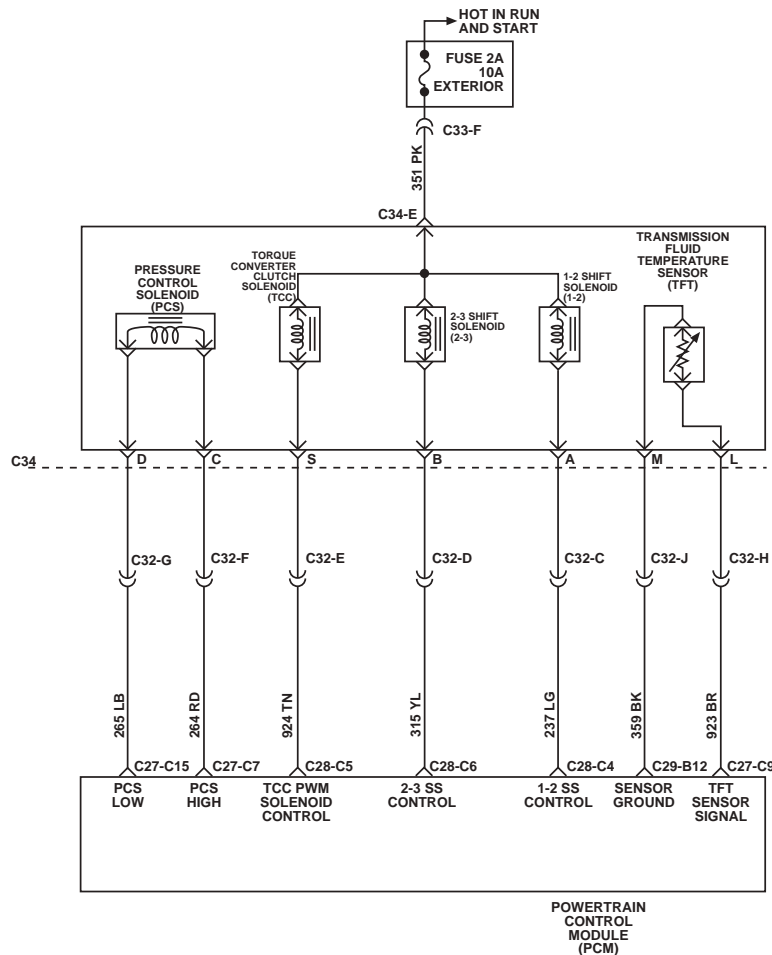 HOT IN RUN
AND START
FUSE 2A
10A
EXTERIOR
C33-F
351 PK
C34-E
PRESSURE
CONTROL
SOLENOID
(PCS)
TORQUE
CONVERTER
CLUTCH
SOLENOID
(TCC)
2-3 SHIFT
SOLENOID
(2-3)
1-2 SHIFT
SOLENOID
(1-2)
TRANSMISSION
FLUID
TEMPERATURE
SENSOR
(TFT)
C34
D
C
S
B
A
M
L
C32-G
C32-F
C32-E
C32-D
C32-C
C32-J
C32-H
265 LB
264 RD
924 TN
315 YL
237 LG
359 BK
923 BR
C27-C15
C27-C7
C28-C5
C28-C6
C28-C4
C29-B12
C27-C9
PCS
LOW
PCS
HIGH
TCC PWM
SOLENOID
CONTROL
2-3 SS
CONTROL
1-2 SS
CONTROL
SENSOR
GROUND
TFT
SENSOR
SIGNAL
POWERTRAIN
CONTROL
MODULE
(PCM)